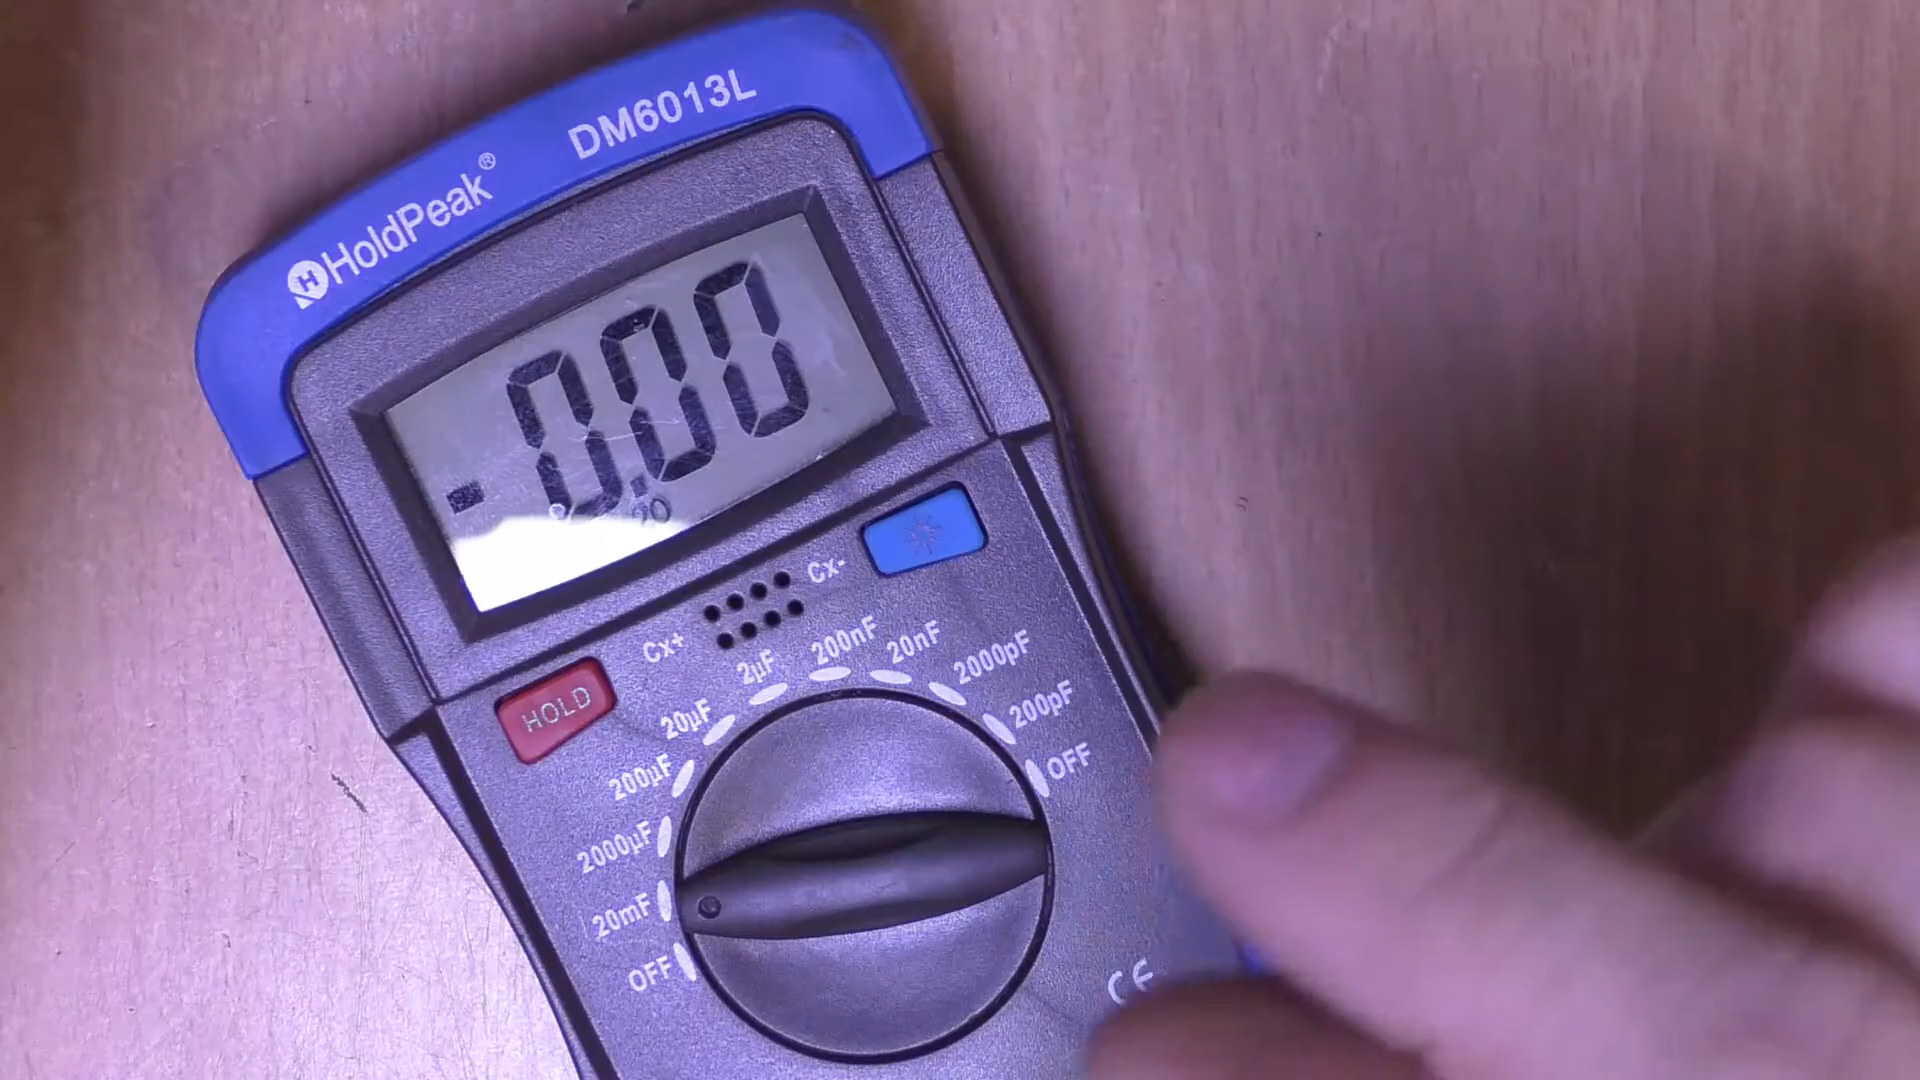 HoldPeak®
DM6013L
-0.00
20
Cx+
Cx-
HOLD
OFF
20mF
2000µF
200µF
20µF
2µF
200nF
20nF
2000pF
200pF
OFF
CE